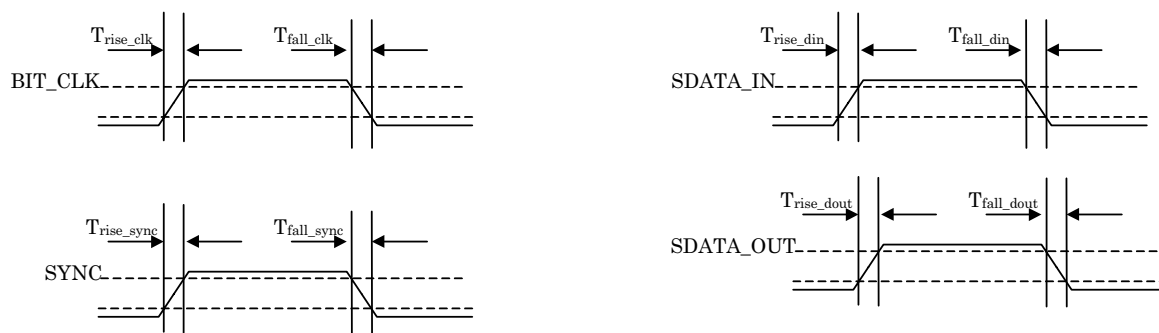 T_rise_clk T_fall_clk
BIT_CLK
T_rise_din T_fall_din
SDATA_IN
T_rise_sync T_fall_sync
SYNC
T_rise_dout T_fall_dout
SDATA_OUT